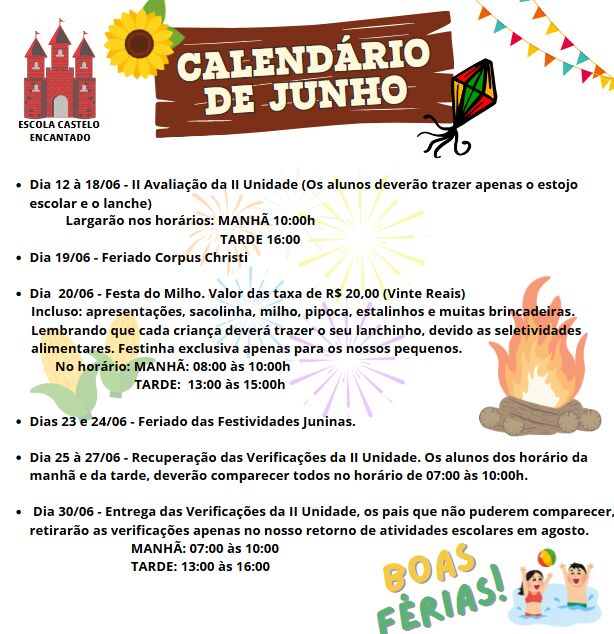 ESCOLA CASTELO
ENCANTADO
CALENDÁRIO
DE JUNHO
• Dia 12 à 18/06 - II Avaliação da II Unidade (Os alunos deverão trazer apenas o estojo
escolar e o lanche)
Largarão nos horários: MANHÃ 10:00h
TARDE 16:00
• Dia 19/06 - Feriado Corpus Christi
• Dia 20/06 - Festa do Milho. Valor das taxa de R$ 20,00 (Vinte Reais)
Incluso: apresentações, sacolinha, milho, pipoca, estalinhos e muitas brincadeiras.
Lembrando que cada criança deverá trazer o seu lanchinho, devido as seletividades
alimentares. Festinha exclusiva apenas para os nossos pequenos.
No horário: MANHÃ: 08:00 às 10:00h
TARDE: 13:00 às 15:00h
• Dias 23 e 24/06 - Feriado das Festividades Juninas.
• Dia 25 à 27/06 - Recuperação das Verificações da II Unidade. Os alunos dos horário da
manhã e da tarde, deverão comparecer todos no horário de 07:00 às 10:00h.
• Dia 30/06 - Entrega das Verificações da II Unidade, os pais que não puderem comparecer,
retirarão as verificações apenas no nosso retorno de atividades escolares em agosto.
MANHÃ: 07:00 às 10:00
TARDE: 13:00 às 16:00
BOAS
FÉRIAS!